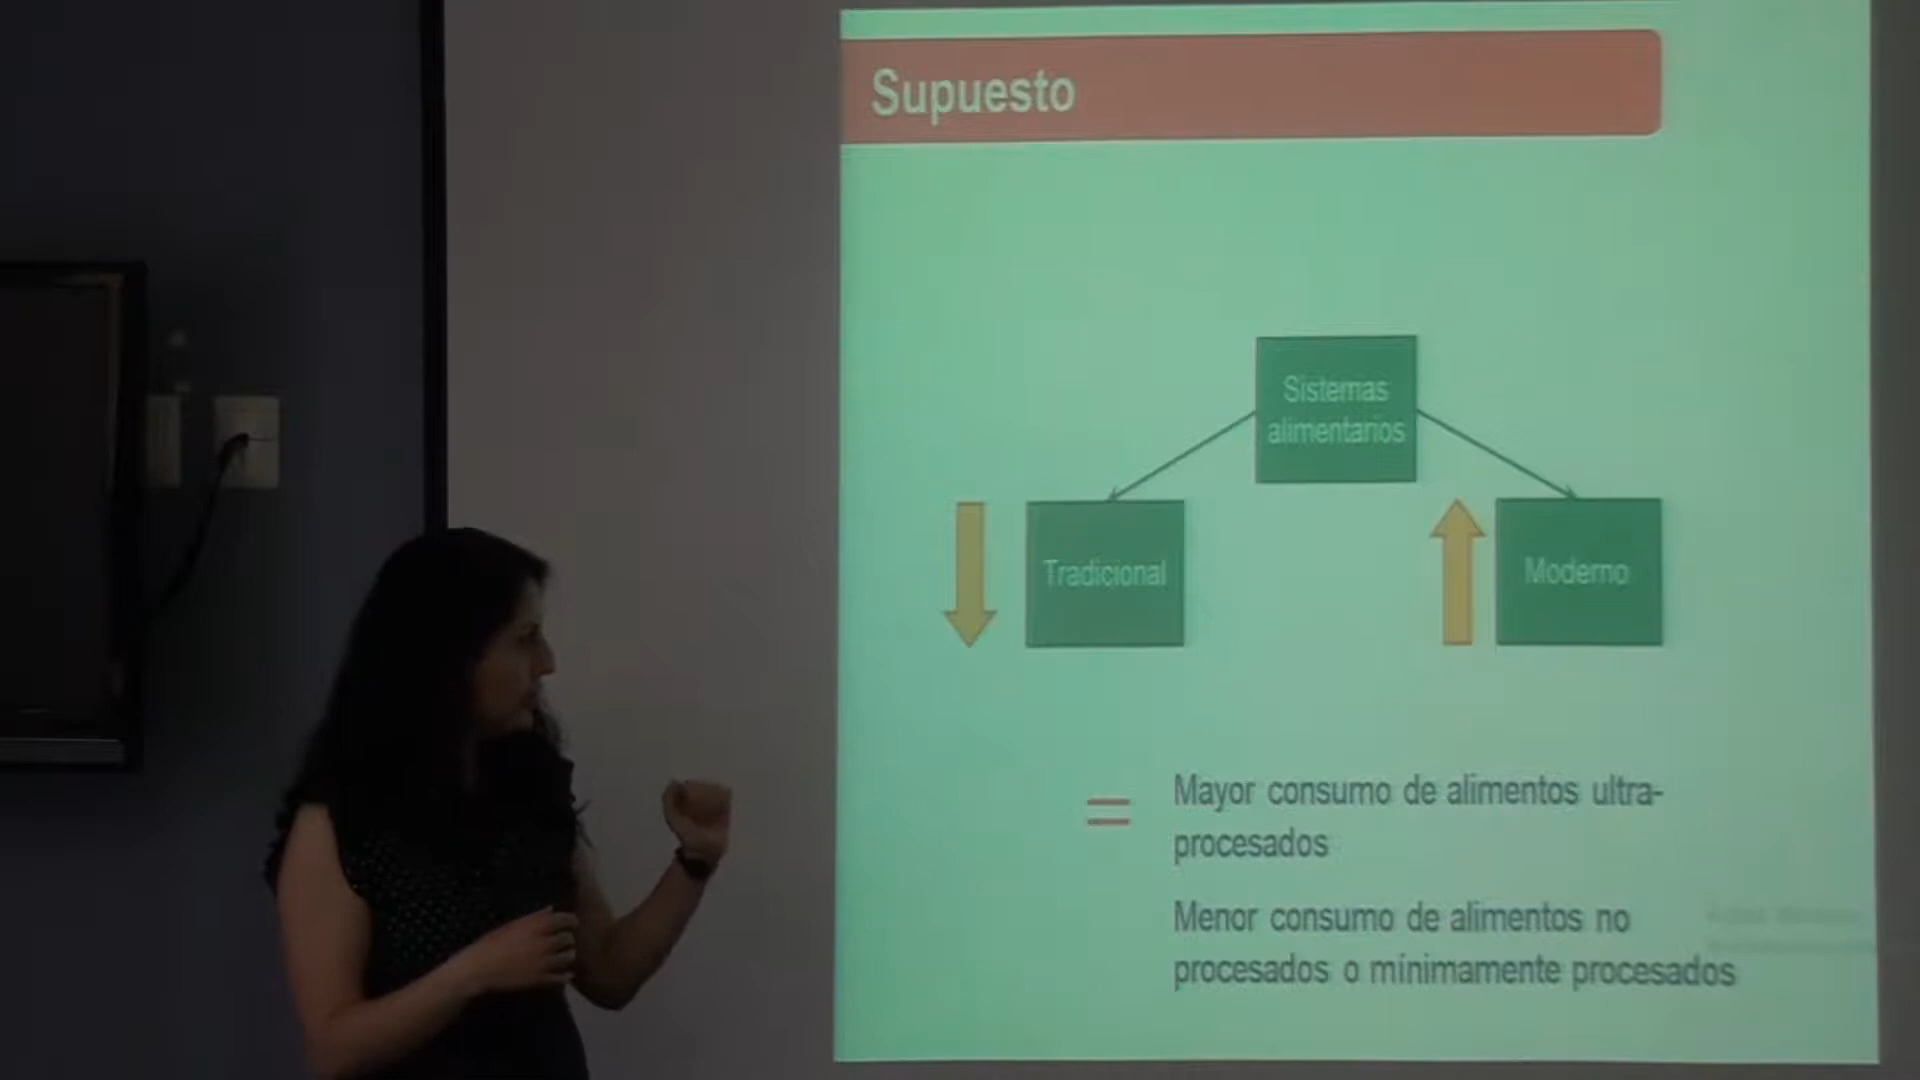 Supuesto
Sistemas
alimentarios
Tradicional
Moderno
=
Mayor consumo de alimentos ultra-
procesados
Menor consumo de alimentos no
procesados o mínimamente procesados